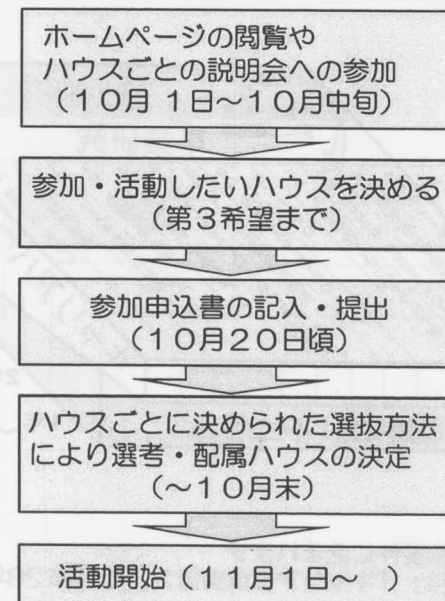 ホームページの閲覧や
ハウスごとの説明会への参加
（１０月 １日～１０月中旬）
参加・活動したいハウスを決める
（第３希望まで）
参加申込書の記入・提出
（１０月２０日頃）
ハウスごとに決められた選抜方法
により選考・配属ハウスの決定
（～１０月末）
活動開始（１１月１日～　）